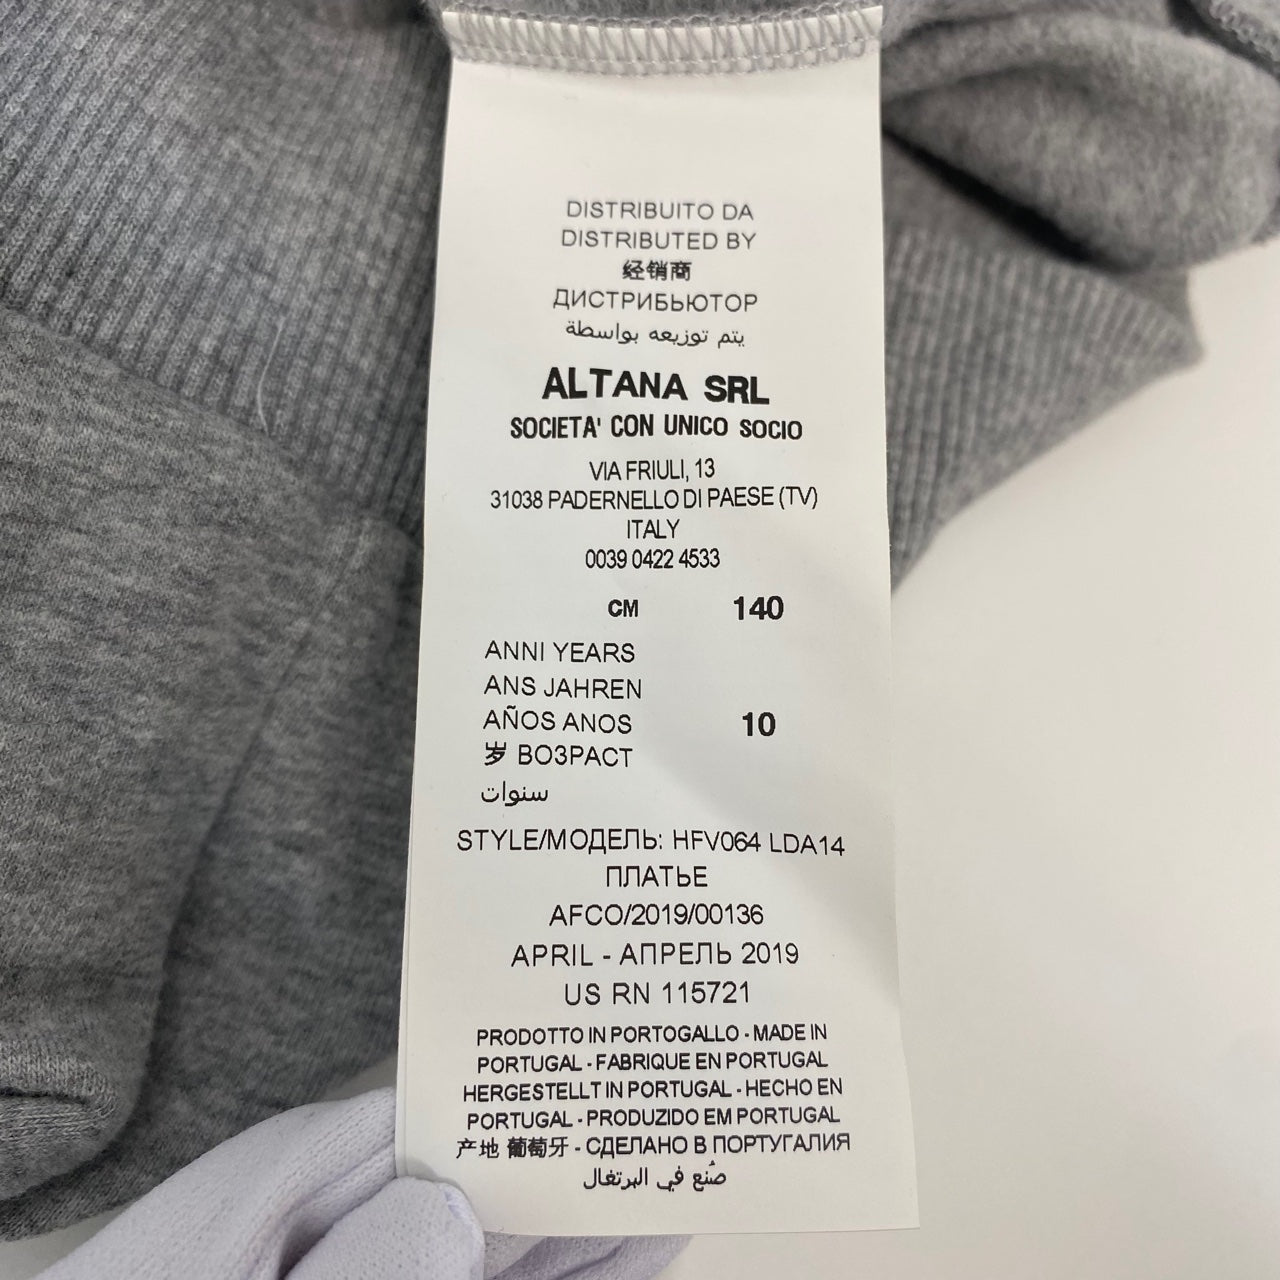 DISTRIBUITO DA
DISTRIBUTED BY
经销商
ДИСТРИБЬЮТОР
يتم توزيعه بواسطة
ALTANA SRL
SOCIETA' CON UNICO SOCIO
VIA FRIULI, 13
31038 PADERNELLO DI PAESE (TV)
ITALY
0039 0422 4533
CM 140
ANNI YEARS
ANS JAHREN
AÑOS ANOS 10
岁 ВОЗРАСТ
سنوات
STYLE/МОДЕЛЬ: HFV064 LDA14
ПЛАТЬЕ
AFCO/2019/00136
APRIL - АПРЕЛЬ 2019
US RN 115721
PRODOTTO IN PORTOGALLO - MADE IN
PORTUGAL - FABRIQUE EN PORTUGAL
HERGESTELLT IN PORTUGAL - HECHO EN
PORTUGAL - PRODUZIDO EM PORTUGAL
产地 葡萄牙 - СДЕЛАНО В ПОРТУГАЛИЯ
صُنع في البرتغال